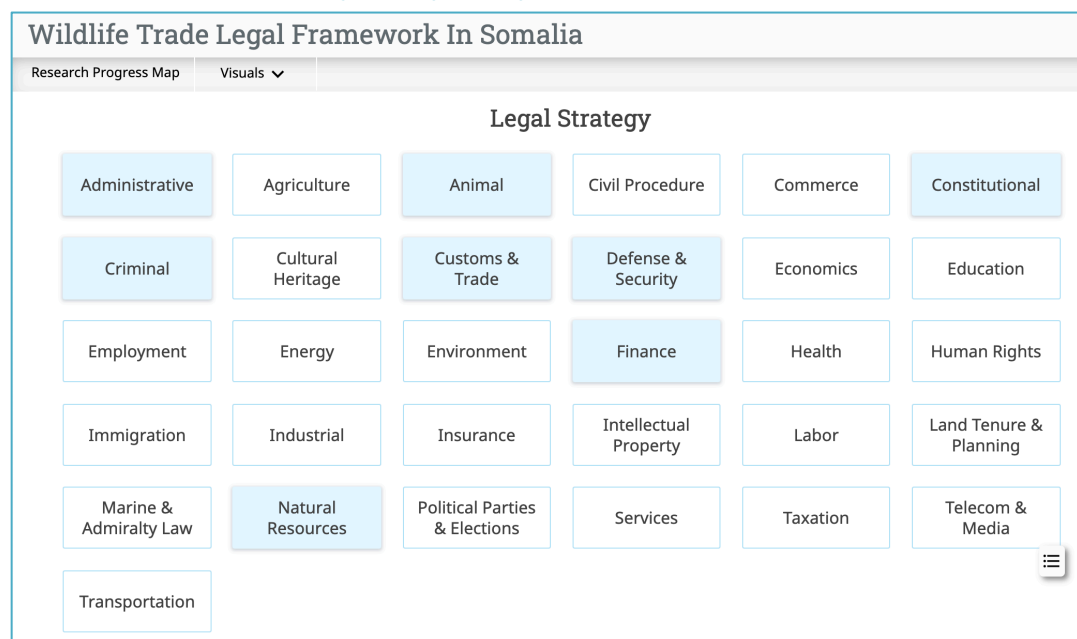 Wildlife Trade Legal Framework In Somalia
Research Progress Map
Visuals
Legal Strategy
Administrative
Agriculture
Animal
Civil Procedure
Commerce
Constitutional
Criminal
Cultural
Heritage
Customs &
Trade
Defense &
Security
Economics
Education
Employment
Energy
Environment
Finance
Health
Human Rights
Immigration
Industrial
Insurance
Intellectual
Property
Labor
Land Tenure &
Planning
Marine &
Admiralty Law
Natural
Resources
Political Parties
& Elections
Services
Taxation
Telecom &
Media
Transportation